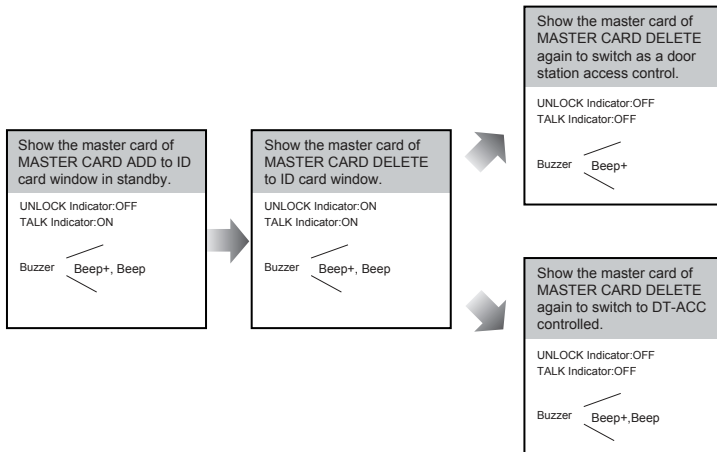 Show the master card of
MASTER CARD ADD to ID
card window in standby.
UNLOCK Indicator:OFF
TALK Indicator:ON
Buzzer
Beep+, Beep
Show the master card of
MASTER CARD DELETE
to ID card window.
UNLOCK Indicator:ON
TALK Indicator:ON
Buzzer
Beep+, Beep
Show the master card of
MASTER CARD DELETE
again to switch as a door
station access control.
UNLOCK Indicator:OFF
TALK Indicator:OFF
Buzzer
Beep+
Show the master card of
MASTER CARD DELETE
again to switch to DT-ACC
controlled.
UNLOCK Indicator:OFF
TALK Indicator:OFF
Buzzer
Beep+,Beep